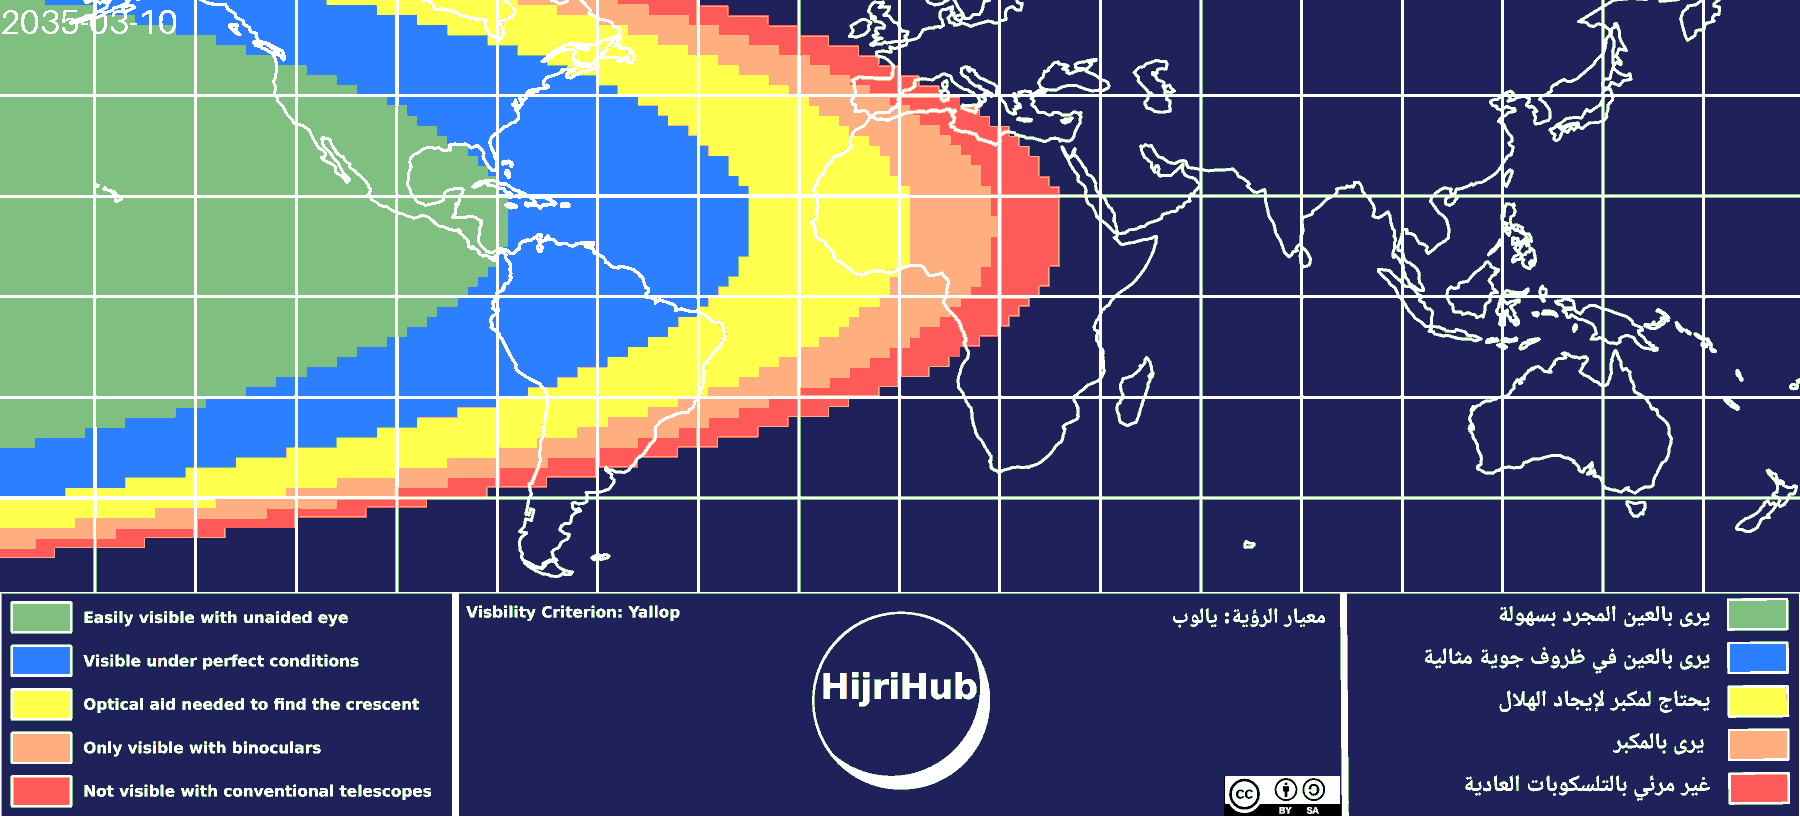 2035-03-10
Easily visible with unaided eye
Visible under perfect conditions
Optical aid needed to find the crescent
Only visible with binoculars
Not visible with conventional telescopes
Visbility Criterion: Yallop
معيار الرؤية: يالوب
HijriHub
cc
BY SA
يرى بالعين المجرد بسهولة
يرى بالعين في ظروف جوية مثالية
يحتاج لمكبر لإيجاد الهلال
يرى بالمكبر
غير مرئي بالتلسكوبات العادية